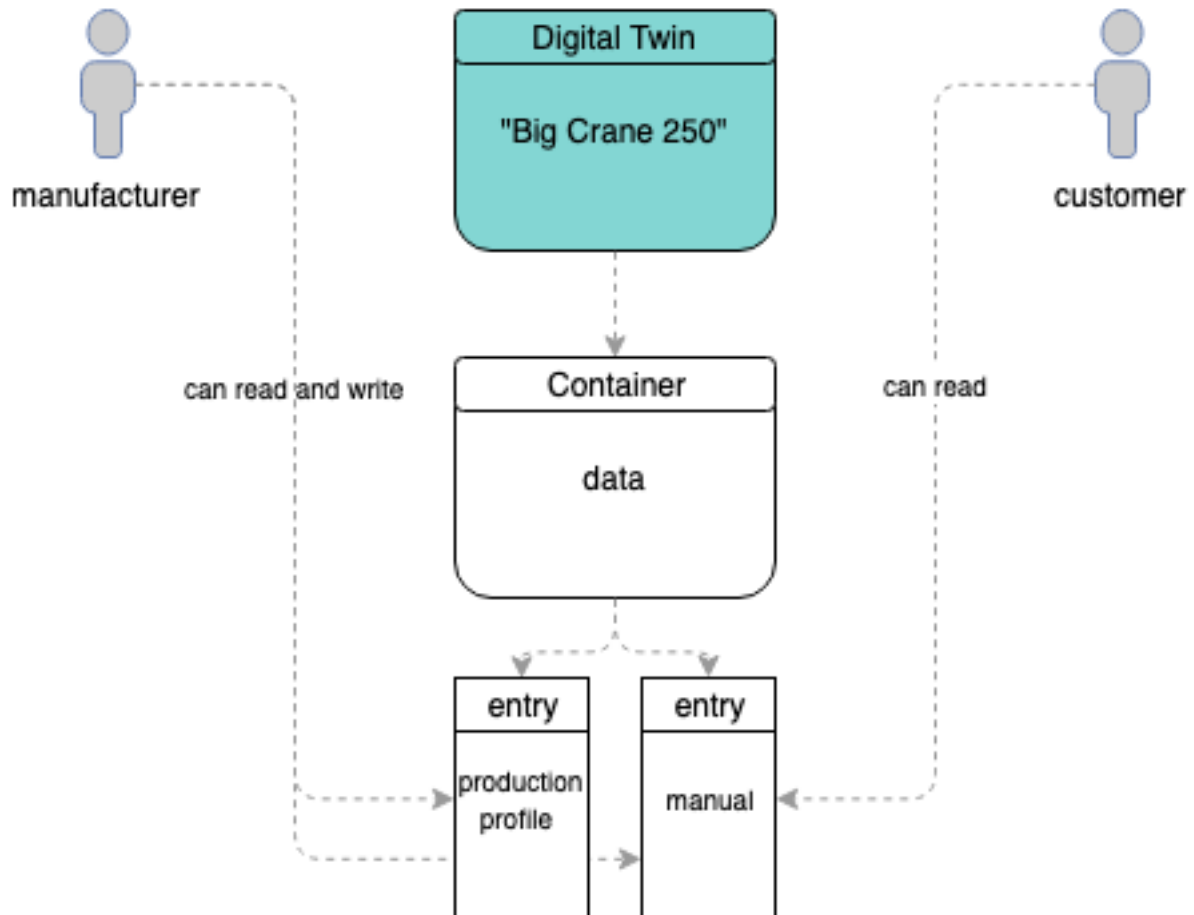 Digital Twin
"Big Crane 250"
manufacturer
customer
can read and write
Container
can read
data
entry
entry
production
profile
manual